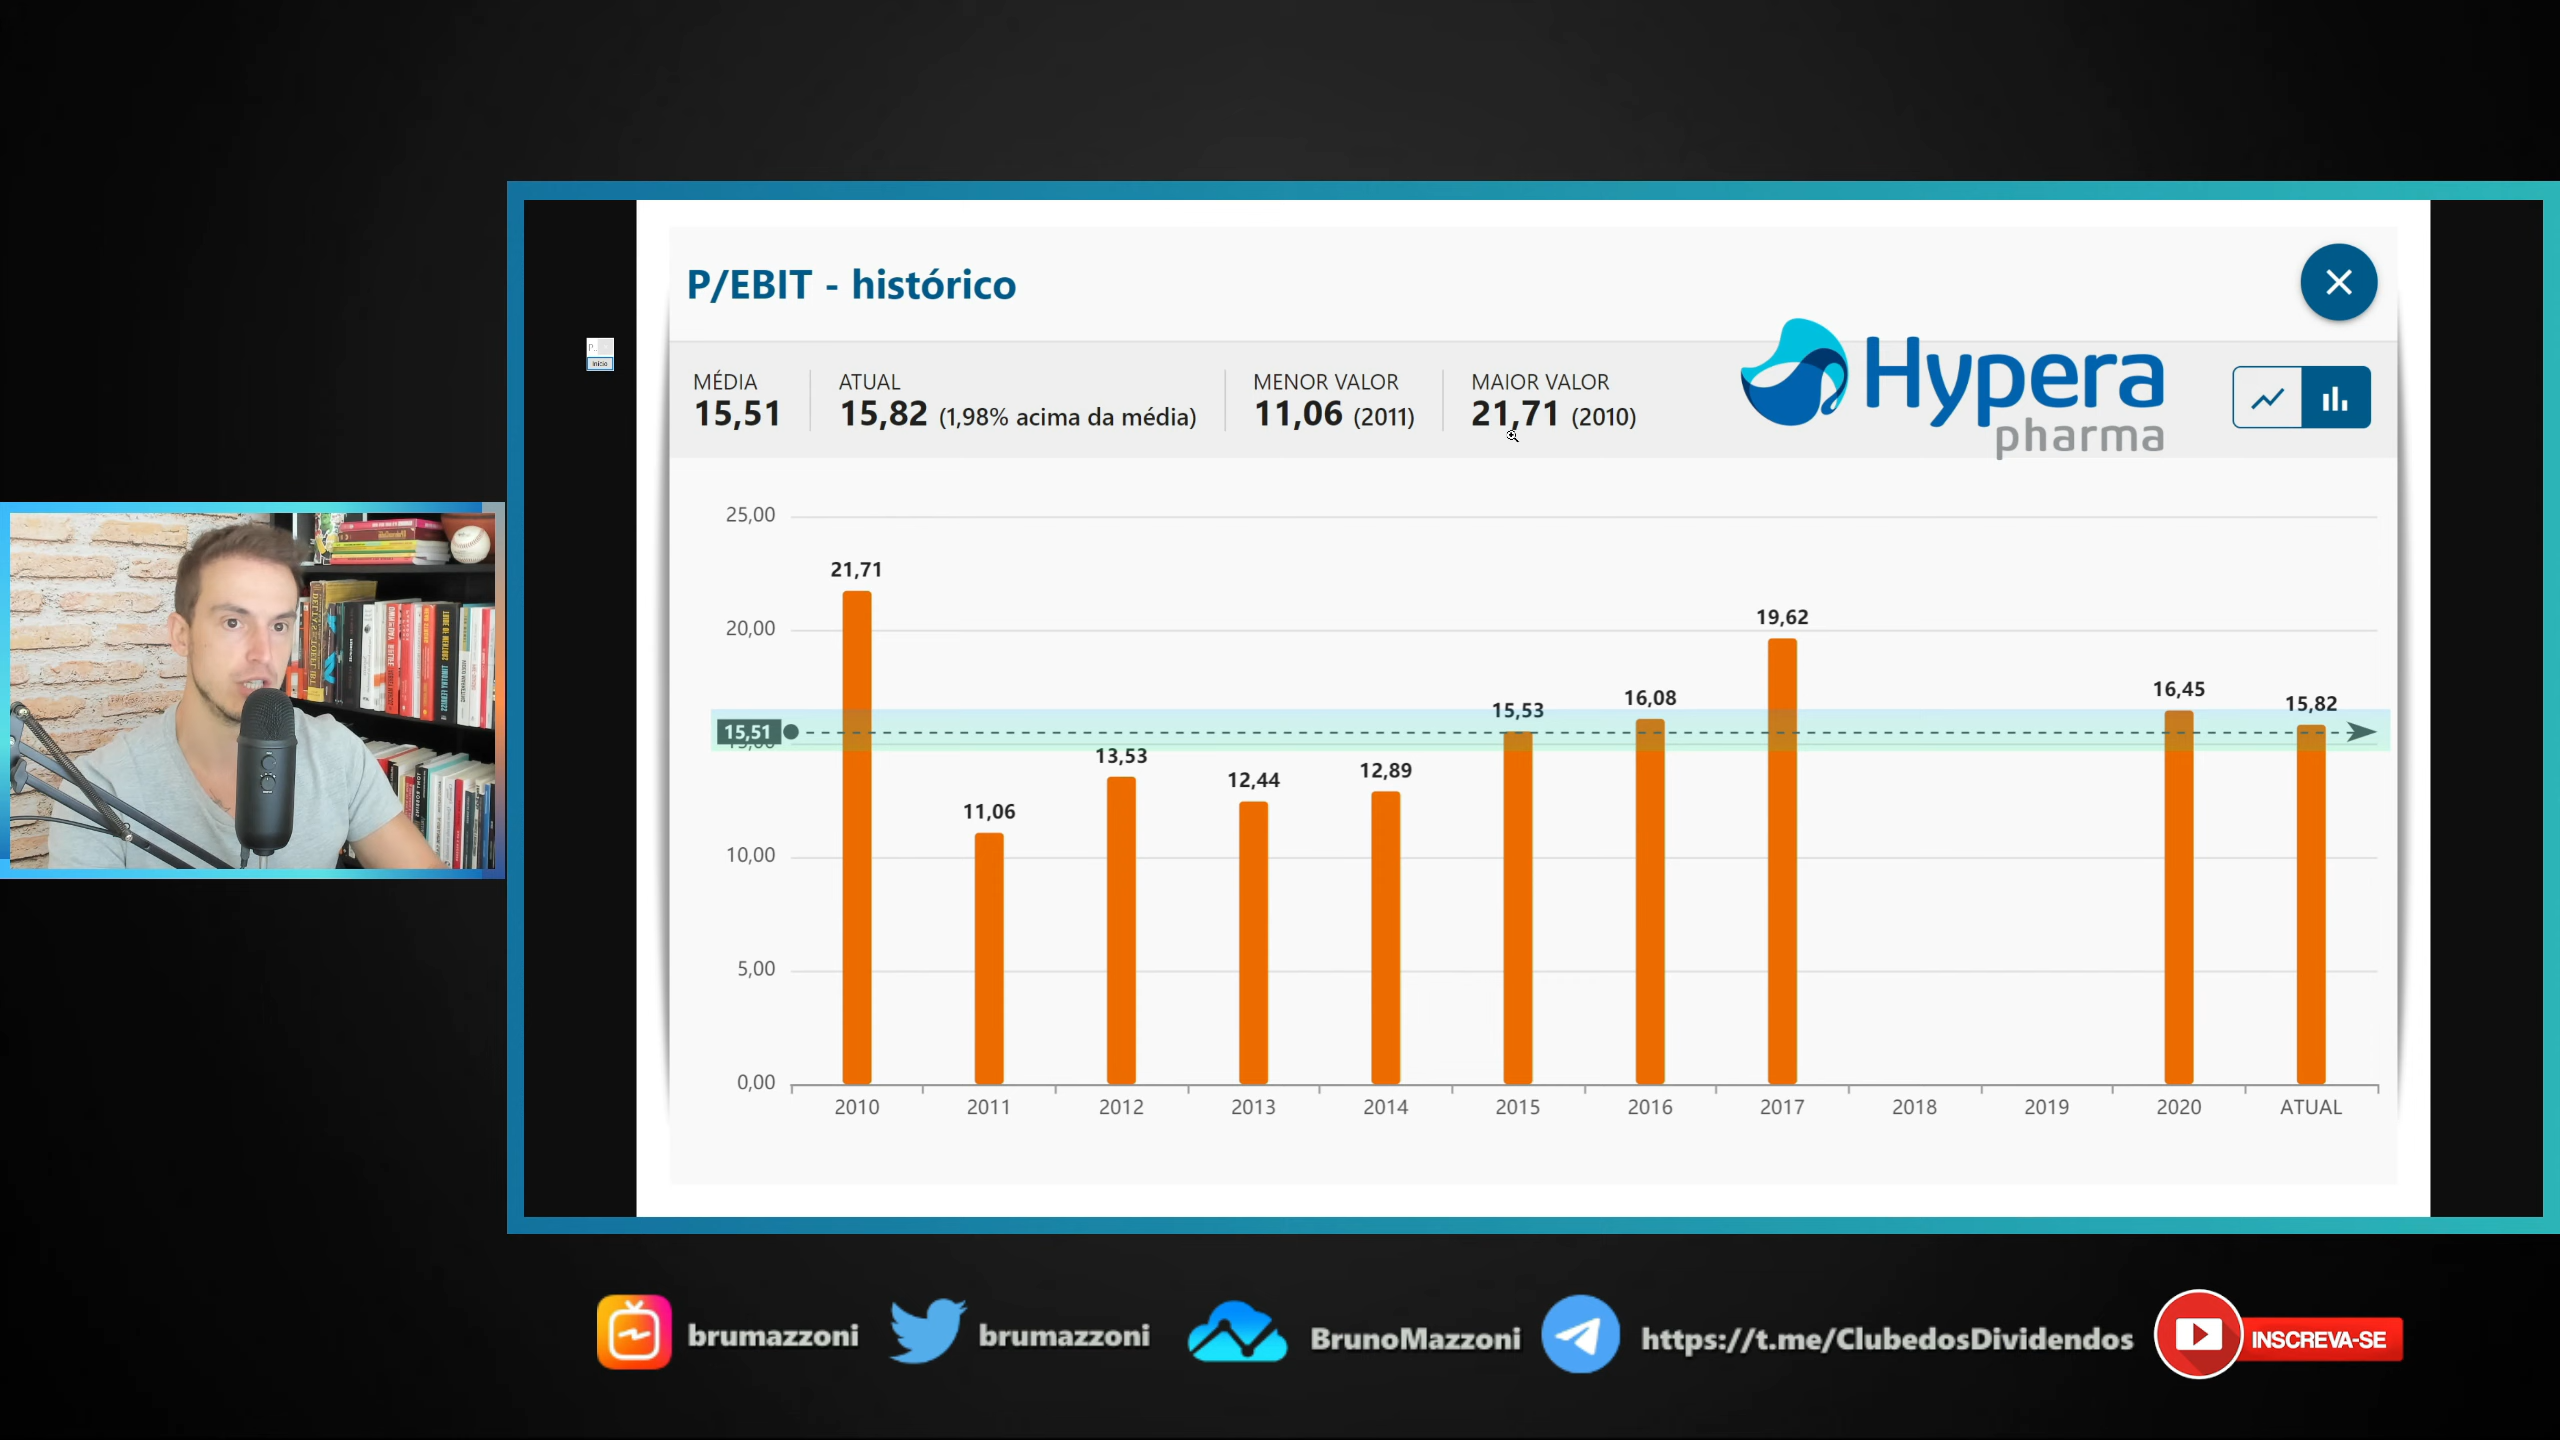 P/EBIT - histórico
MÉDIA
15,51
ATUAL
15,82 (1,98% acima da média)
MENOR VALOR
11,06 (2011)
MAIOR VALOR
21,71 (2010)
Hypera
pharma
25,00
20,00
15,51
15,00
10,00
5,00
0,00
21,71
11,06
13,53
12,44
12,89
15,53
16,08
19,62
16,45
15,82
2010
2011
2012
2013
2014
2015
2016
2017
2018
2019
2020
ATUAL
Início
brumazzoni
brumazzoni
BrunoMazzoni
https://t.me/ClubedosDividendos
INSCREVA-SE